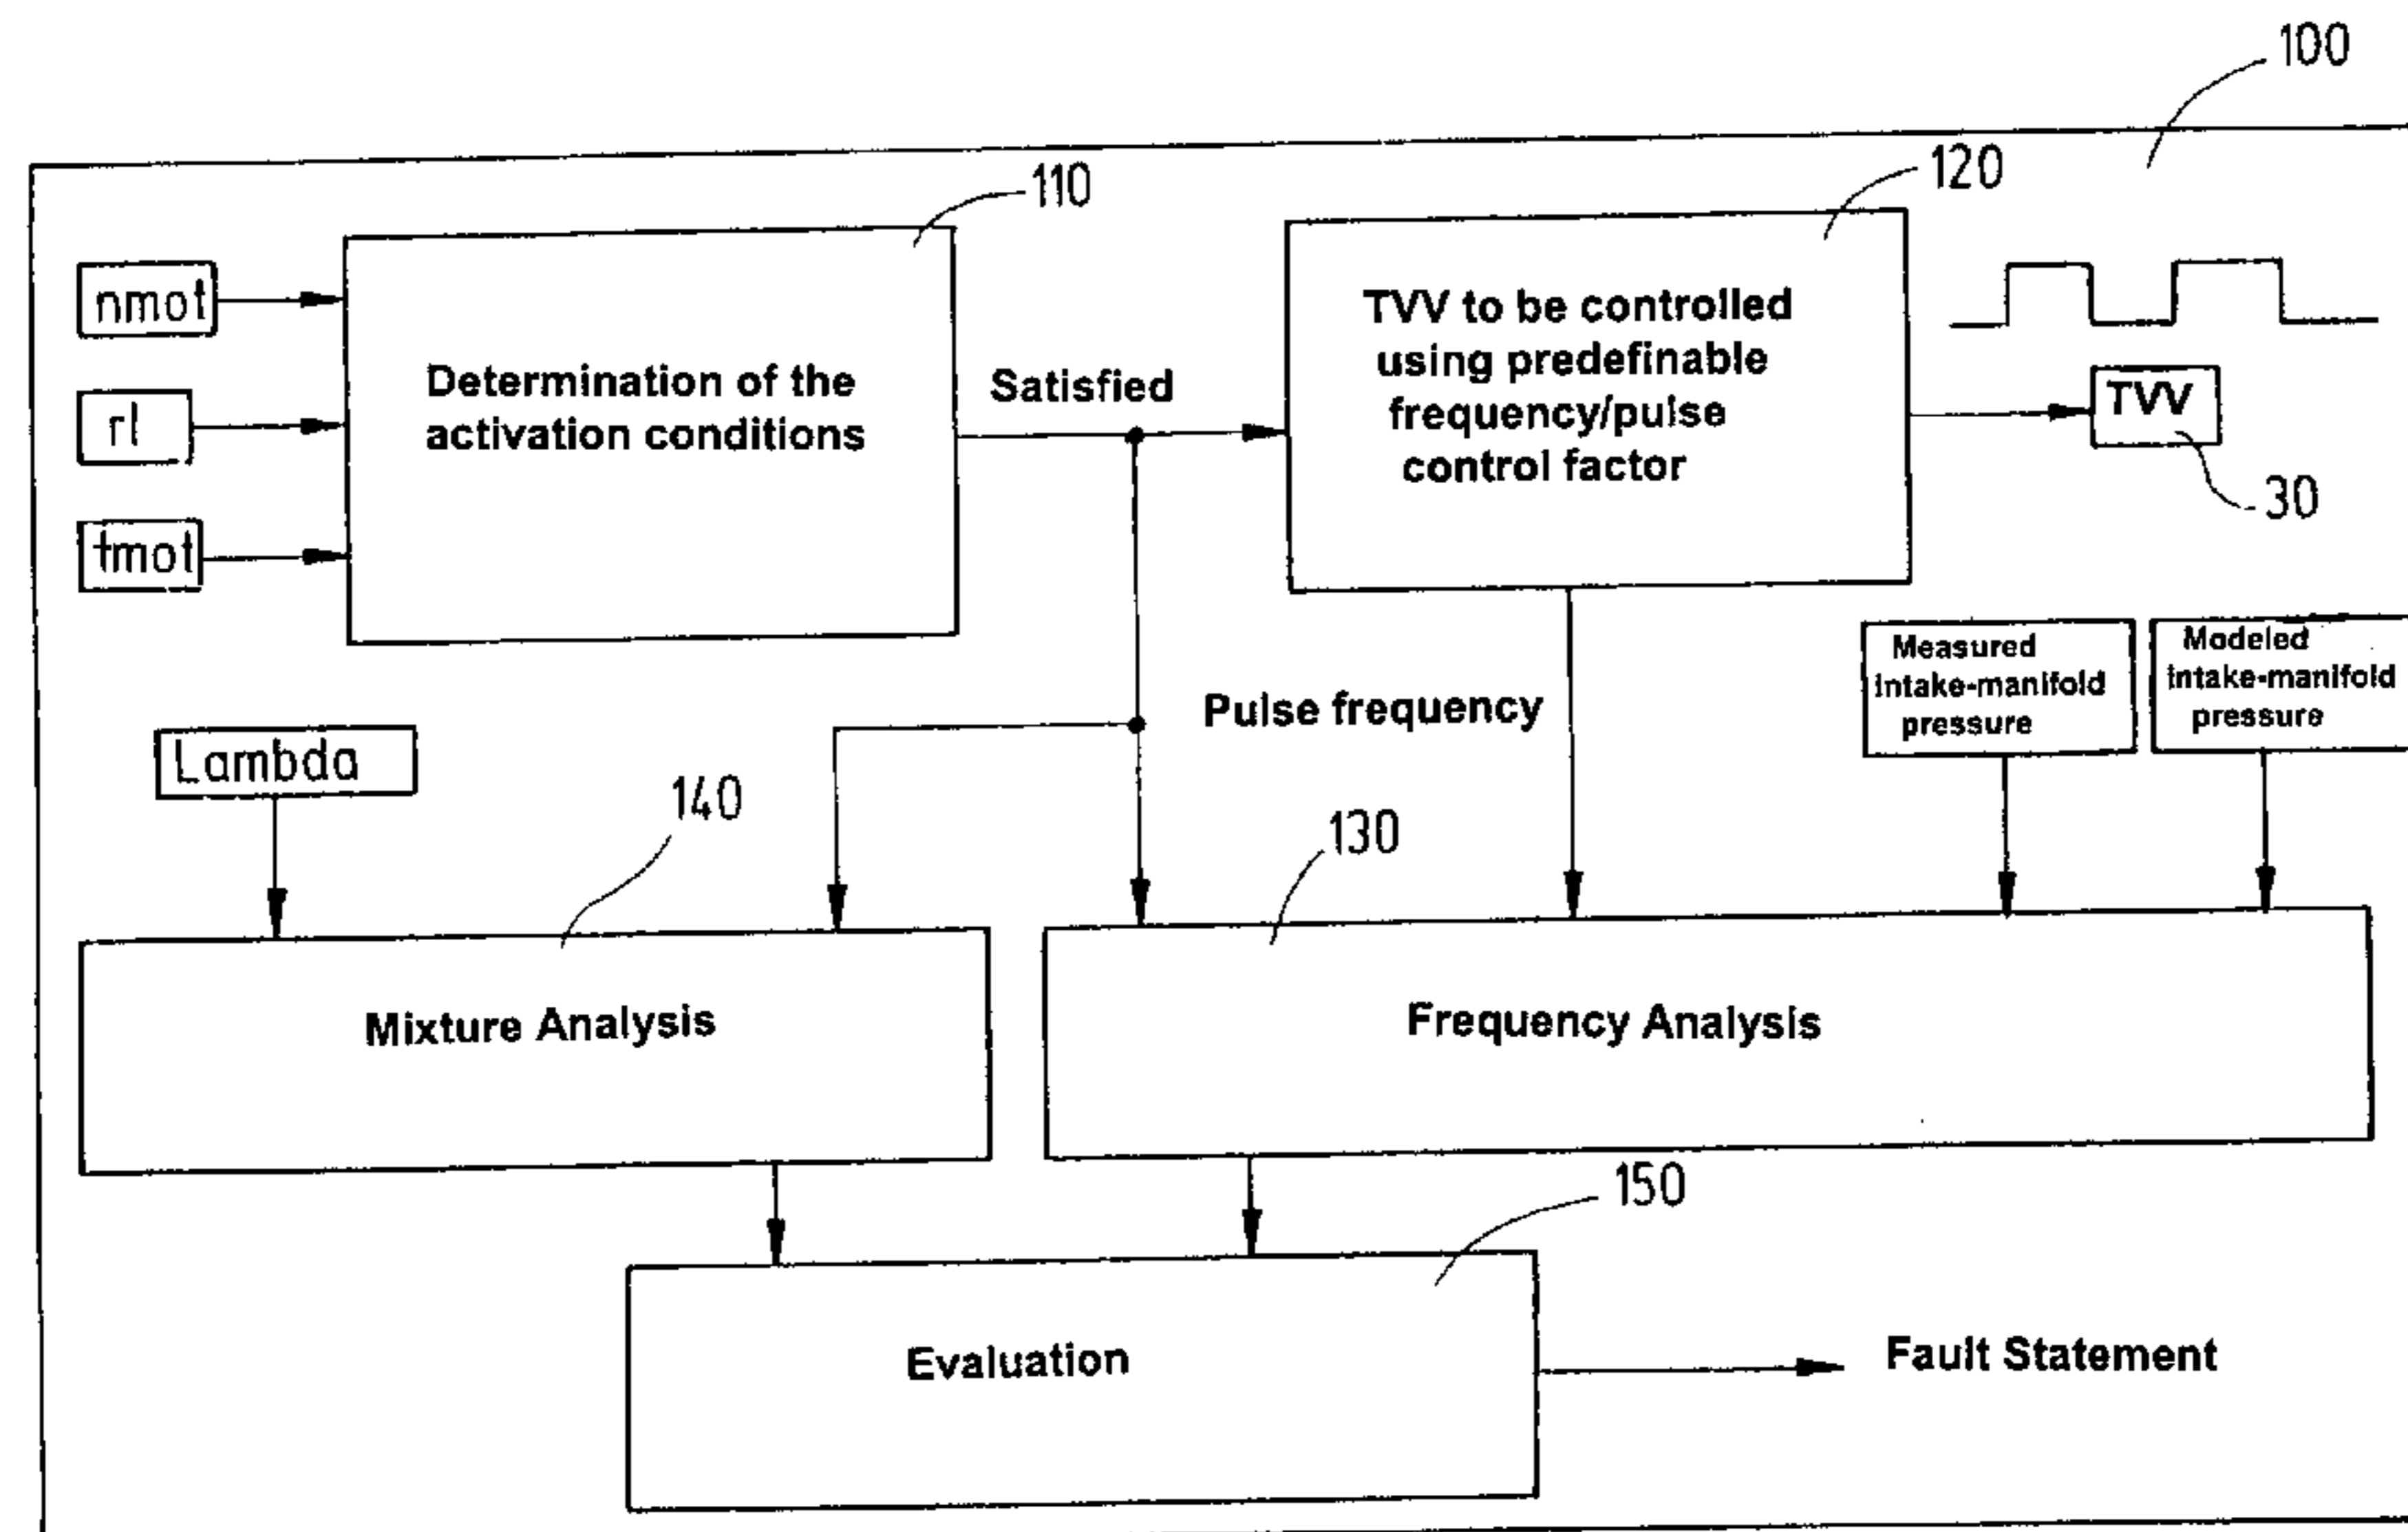 100
110
120
nmot
rl
tmot
Determination of the
activation conditions
Satisfied
TVV to be controlled
using predefinable
frequency/pulse
control factor
TVV
30
Measured
Intake-manifold
pressure
Modeled
Intake-manifold
pressure
Pulse frequency
Lambda
140
130
Mixture Analysis
Frequency Analysis
150
Evaluation
Fault Statement